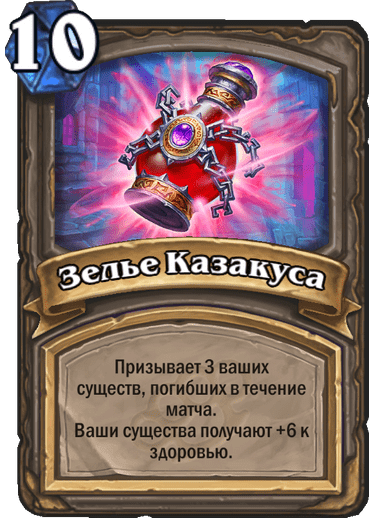 10
Зелье Казакуса
Призывает 3 ваших
существ, погибших в течение
матча.
Ваши существа получают +6 к
здоровью.